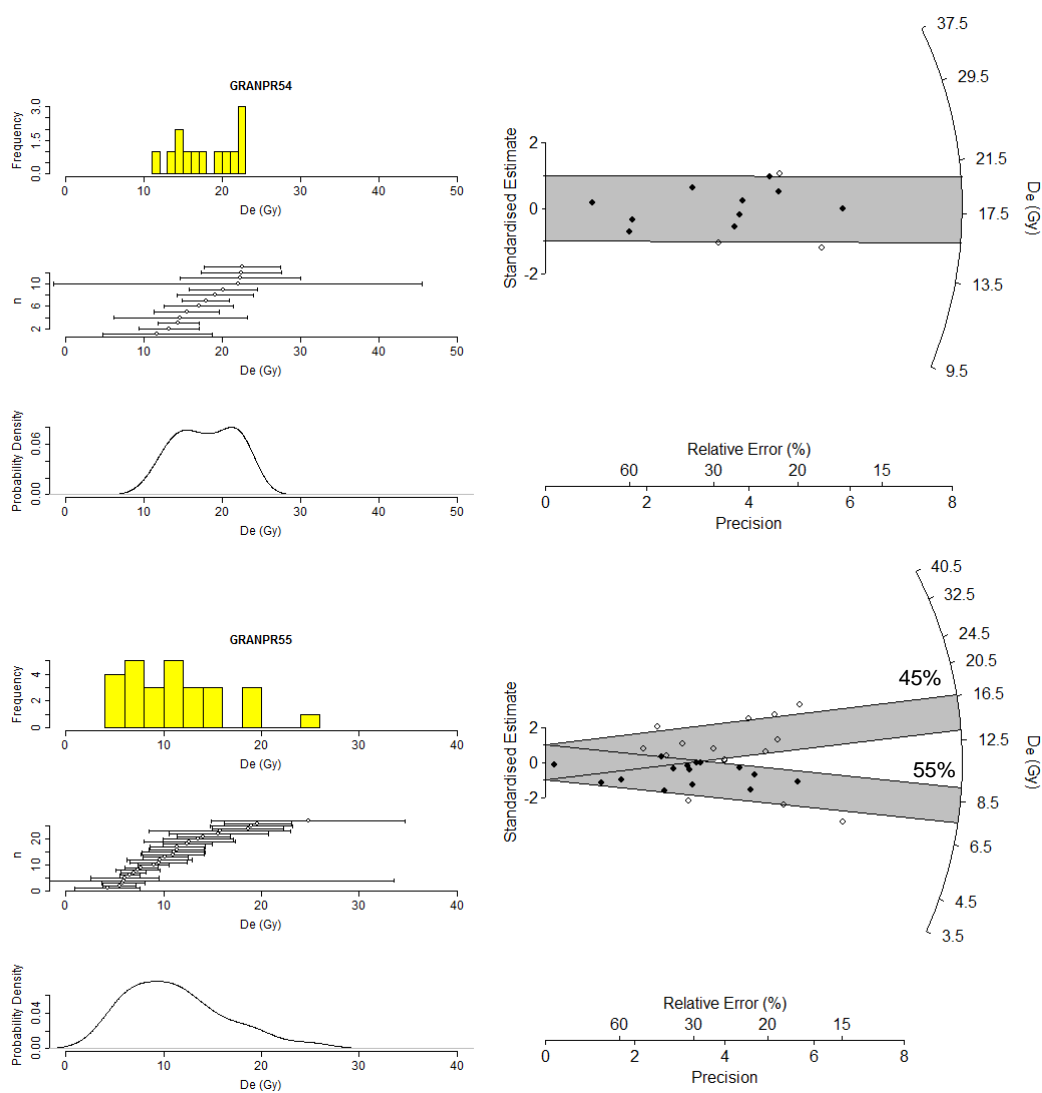 GRANPR54
Frequency
0.0 1.5 3.0
0 10 20 30 40 50
De (Gy)
n
2 6 10
0 10 20 30 40 50
De (Gy)
Probability Density
0.00 0.06
0 10 20 30 40 50
De (Gy)
Standardised Estimate
2
0
-2
37.5
29.5
21.5
17.5
13.5
9.5
De (Gy)
Relative Error (%)
60 30 20 15
0 2 4 6 8
Precision
GRANPR55
Frequency
0 2 4
0 10 20 30 40
De (Gy)
n
0 10 20
0 10 20 30 40
De (Gy)
Probability Density
0.00 0.04
0 10 20 30 40
De (Gy)
Standardised Estimate
2
0
-2
45%
55%
40.5
32.5
24.5
20.5
16.5
12.5
8.5
6.5
4.5
3.5
De (Gy)
Relative Error (%)
60 30 20 15
0 2 4 6 8
Precision